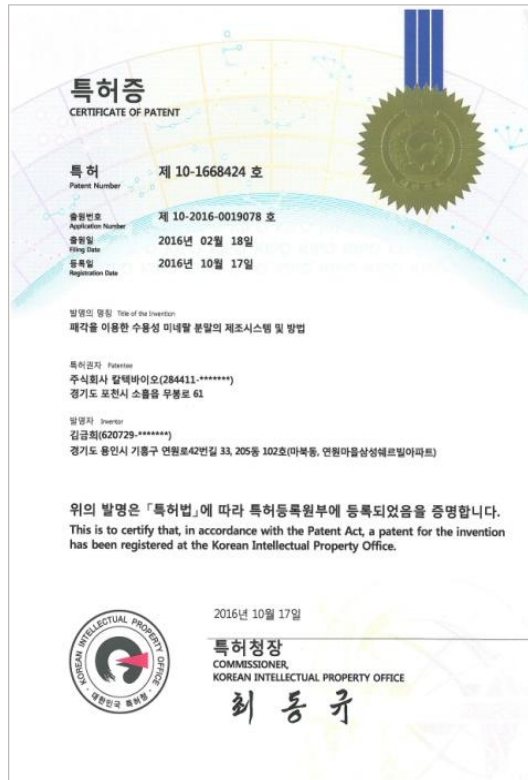 특허증
CERTIFICATE OF PATENT
특 허 제 10-1668424 호
Patent Number
출원번호 제 10-2016-0019078 호
Application Number
출원일 2016년 02월 18일
Filing Date
등록일 2016년 10월 17일
Registration Date
발명의 명칭 Title of the Invention
패각을 이용한 수용성 미네랄 분말의 제조시스템 및 방법
특허권자 Patentee
주식회사 칼텍바이오(284411-*******)
경기도 포천시 소흘읍 무봉로 61
발명자 Inventor
김금희(620729-*******)
경기도 용인시 기흥구 연원로42번길 33, 205동 102호(마북동, 연원마을삼성쉐르빌아파트)
위의 발명은 「특허법」에 따라 특허등록원부에 등록되었음을 증명합니다.
This is to certify that, in accordance with the Patent Act, a patent for the invention
has been registered at the Korean Intellectual Property Office.
2016년 10월 17일
특허청장
COMMISSIONER,
KOREAN INTELLECTUAL PROPERTY OFFICE
최동규
KOREAN INTELLECTUAL PROPERTY OFFICE
대한민국 특허청